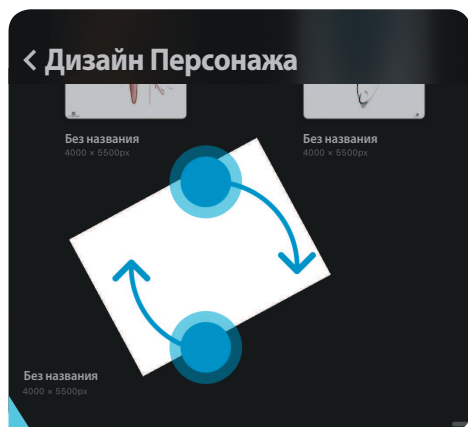 < Дизайн Персонажа
Без названия
4000 × 5500px
Без названия
4000 × 5500px
Без названия
4000 × 5500px